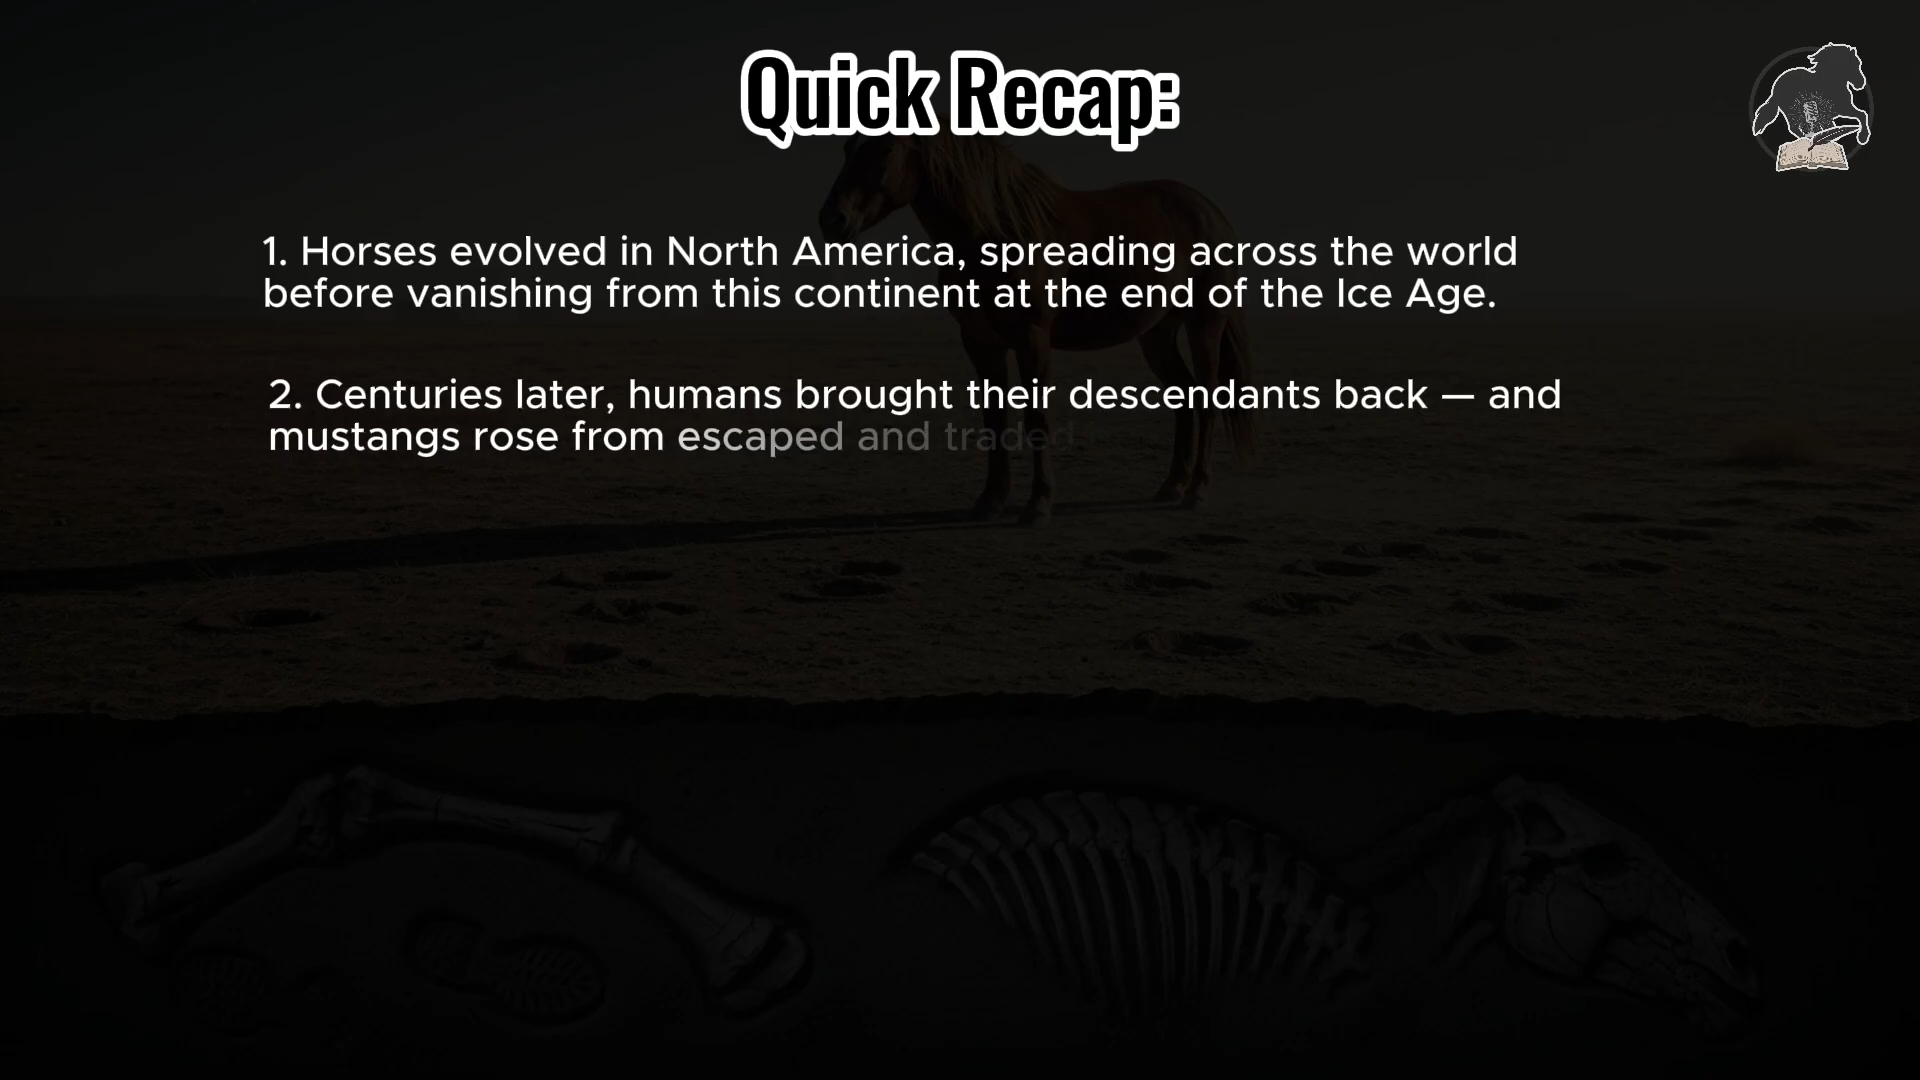 Quick Recap:
1. Horses evolved in North America, spreading across the world
before vanishing from this continent at the end of the Ice Age.
2. Centuries later, humans brought their descendants back — and
mustangs rose from escaped and traded